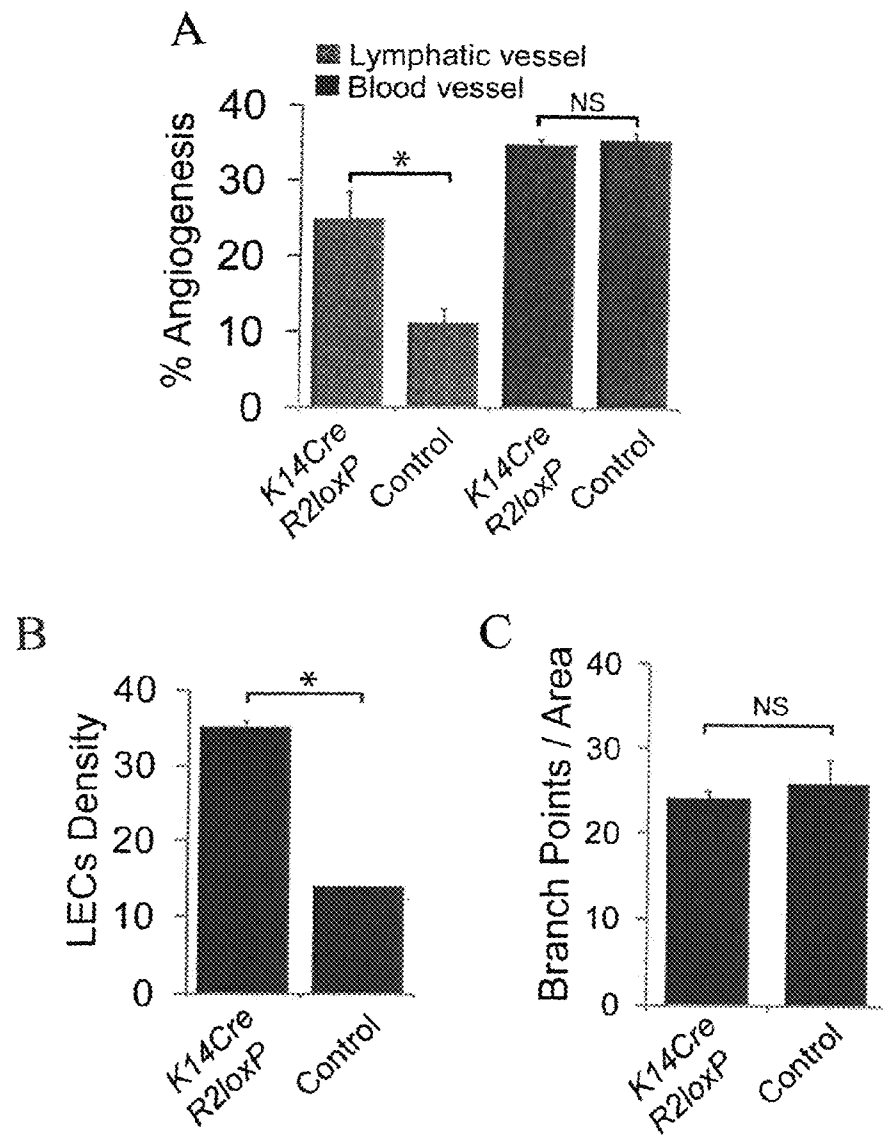 A
Lymphatic vessel
Blood vessel
% Angiogenesis
40
30
20
10
0
*
NS
K14Cre
R2loxP
Control
K14Cre
R2loxP
Control
B
LECs Density
40
30
20
10
0
*
K14Cre
R2loxP
Control
C
Branch Points / Area
40
30
20
10
0
NS
K14Cre
R2loxP
Control